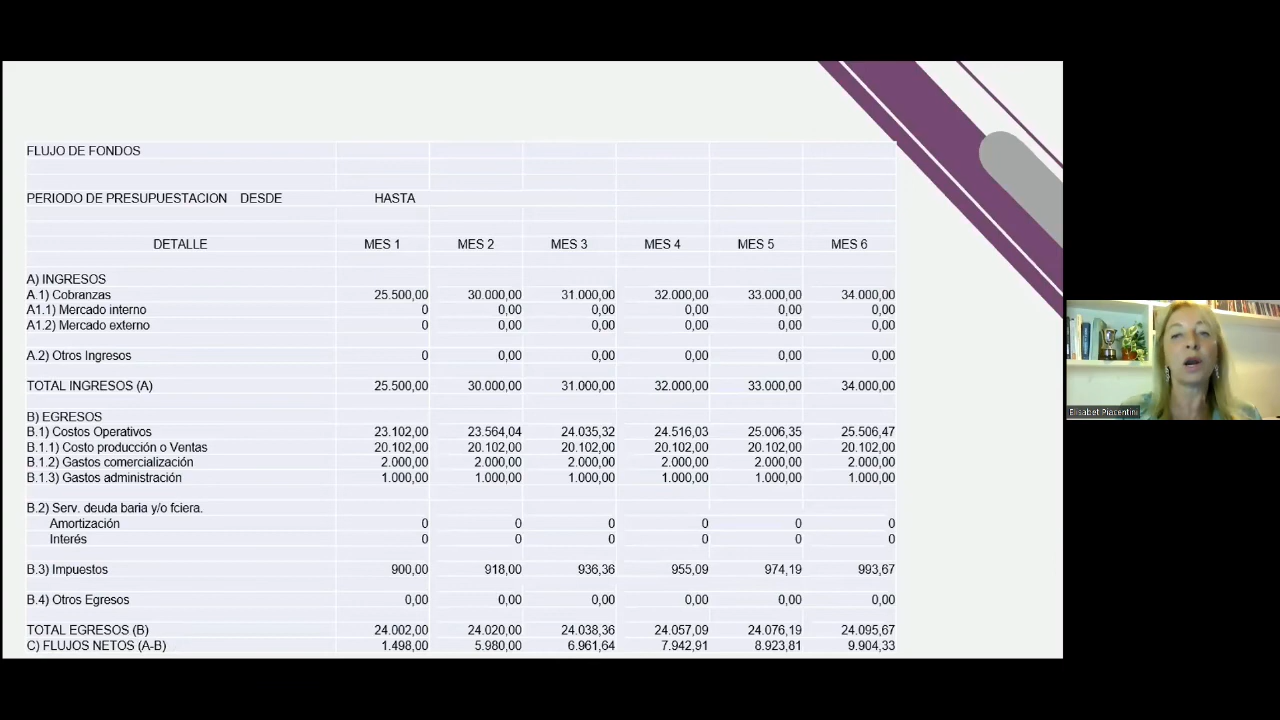 FLUJO DE FONDOS
PERIODO DE PRESUPUESTACION DESDE HASTA
DETALLE MES 1 MES 2 MES 3 MES 4 MES 5 MES 6
A) INGRESOS
A.1) Cobranzas 25.500,00 30.000,00 31.000,00 32.000,00 33.000,00 34.000,00
A1.1) Mercado interno 0 0,00 0,00 0,00 0,00 0,00
A1.2) Mercado externo 0 0,00 0,00 0,00 0,00 0,00
A.2) Otros Ingresos 0 0,00 0,00 0,00 0,00 0,00
TOTAL INGRESOS (A) 25.500,00 30.000,00 31.000,00 32.000,00 33.000,00 34.000,00
B) EGRESOS
B.1) Costos Operativos 23.102,00 23.564,04 24.035,32 24.516,03 25.006,35 25.506,47
B.1.1) Costo producción o Ventas 20.102,00 20.102,00 20.102,00 20.102,00 20.102,00 20.102,00
B.1.2) Gastos comercialización 2.000,00 2.000,00 2.000,00 2.000,00 2.000,00 2.000,00
B.1.3) Gastos administración 1.000,00 1.000,00 1.000,00 1.000,00 1.000,00 1.000,00
B.2) Serv. deuda baria y/o fciera.
Amortización 0 0 0 0 0 0
Interés 0 0 0 0 0 0
B.3) Impuestos 900,00 918,00 936,36 955,09 974,19 993,67
B.4) Otros Egresos 0,00 0,00 0,00 0,00 0,00 0,00
TOTAL EGRESOS (B) 24.002,00 24.020,00 24.038,36 24.057,09 24.076,19 24.095,67
C) FLUJOS NETOS (A-B) 1.498,00 5.980,00 6.961,64 7.942,91 8.923,81 9.904,33
Elisabet Piacentini